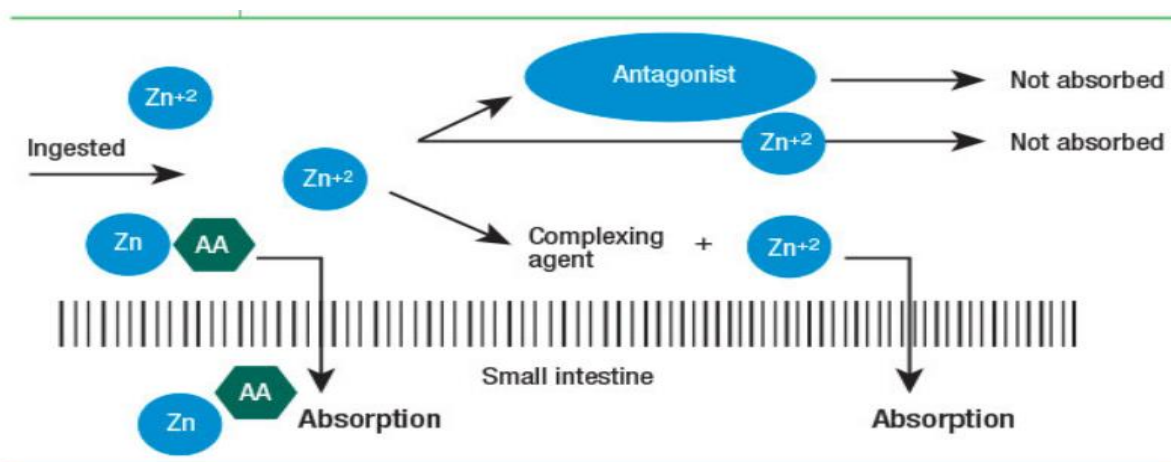 Zn+2
Antagonist
Not absorbed
Ingested
Zn+2
Zn+2
Not absorbed
Zn AA
Complexing
agent
+
Zn+2
Small intestine
AA
Zn
Absorption
Absorption